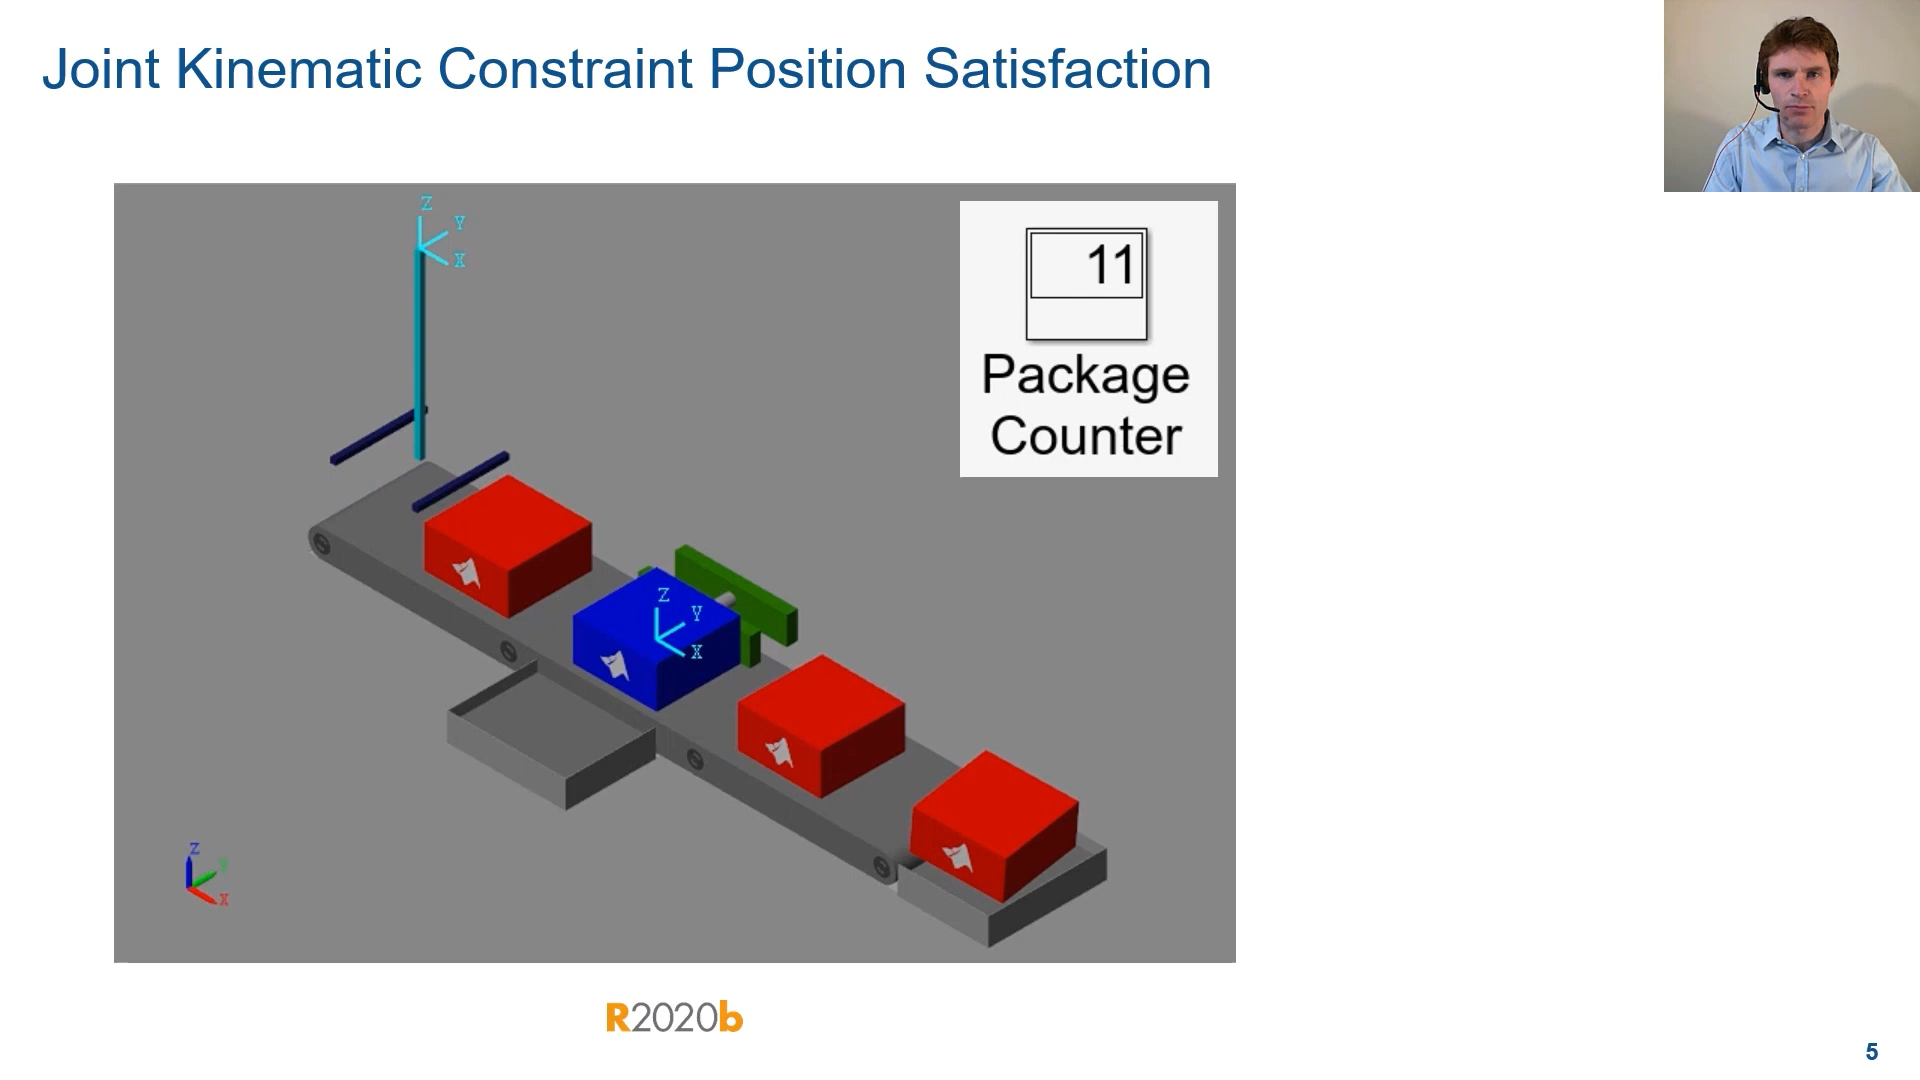 Joint Kinematic Constraint Position Satisfaction
Z
Y
X
11
Package
Counter
Z
Y
X
Z
Y
X
R2020b
5